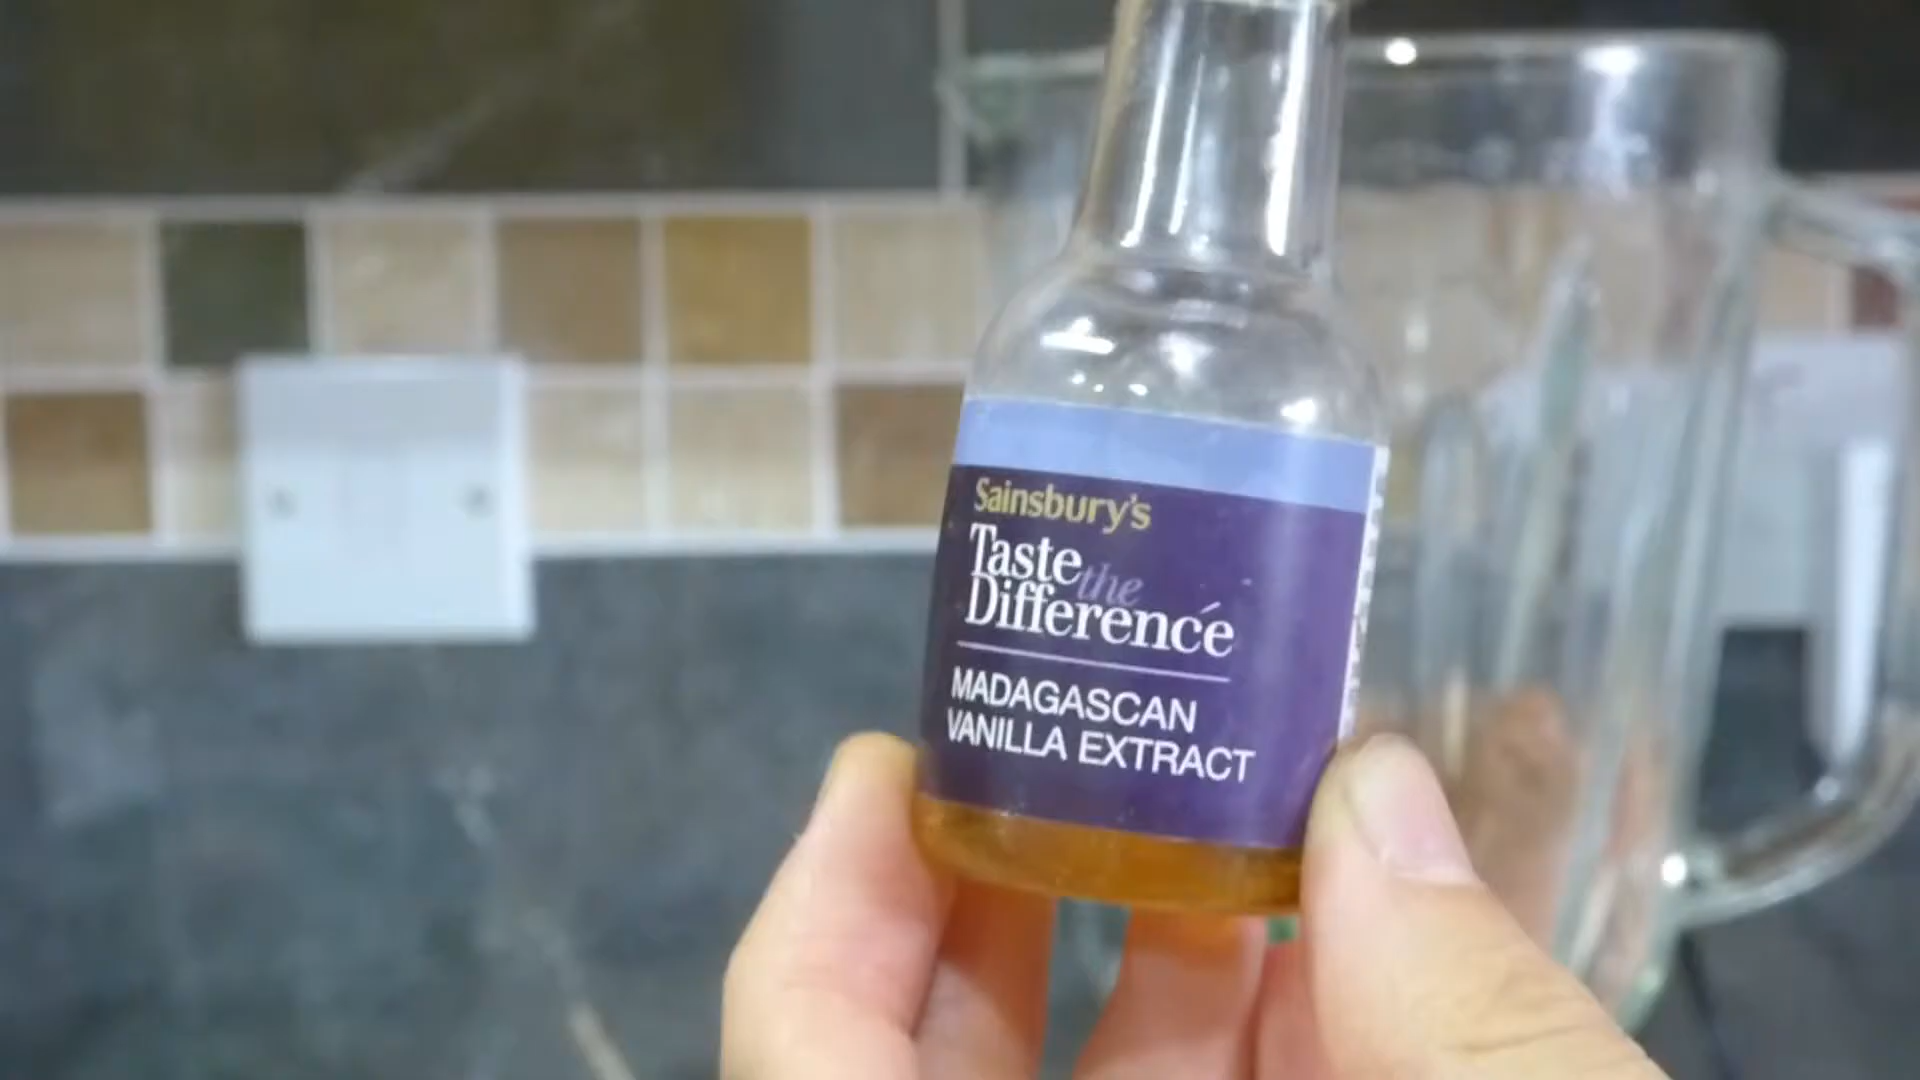 Sainsbury's
Taste the
Difference
MADAGASCAN
VANILLA EXTRACT